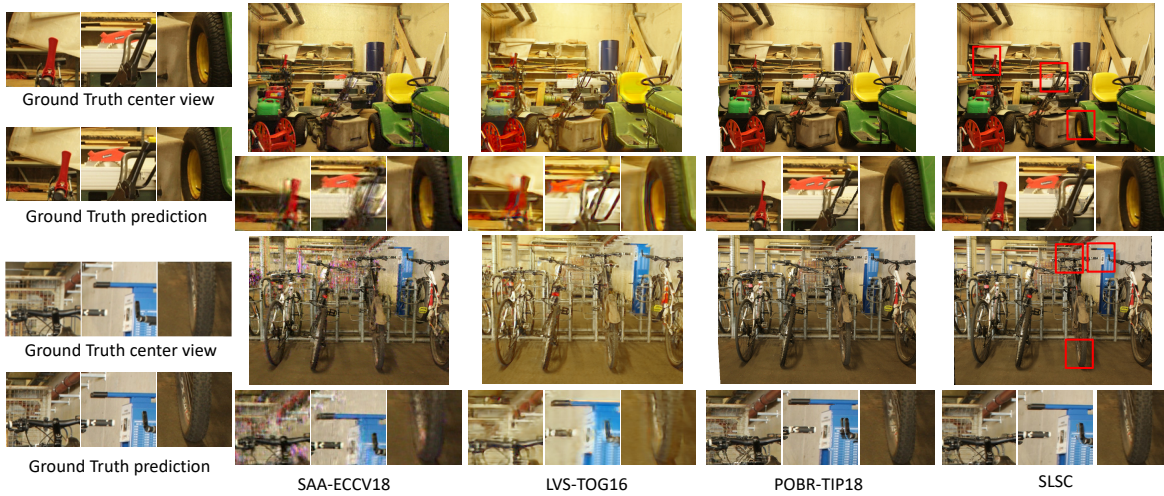 Ground Truth center view
Ground Truth prediction
Ground Truth center view
Ground Truth prediction
SAA-ECCV18
LVS-TOG16
POBR-TIP18
SLSC